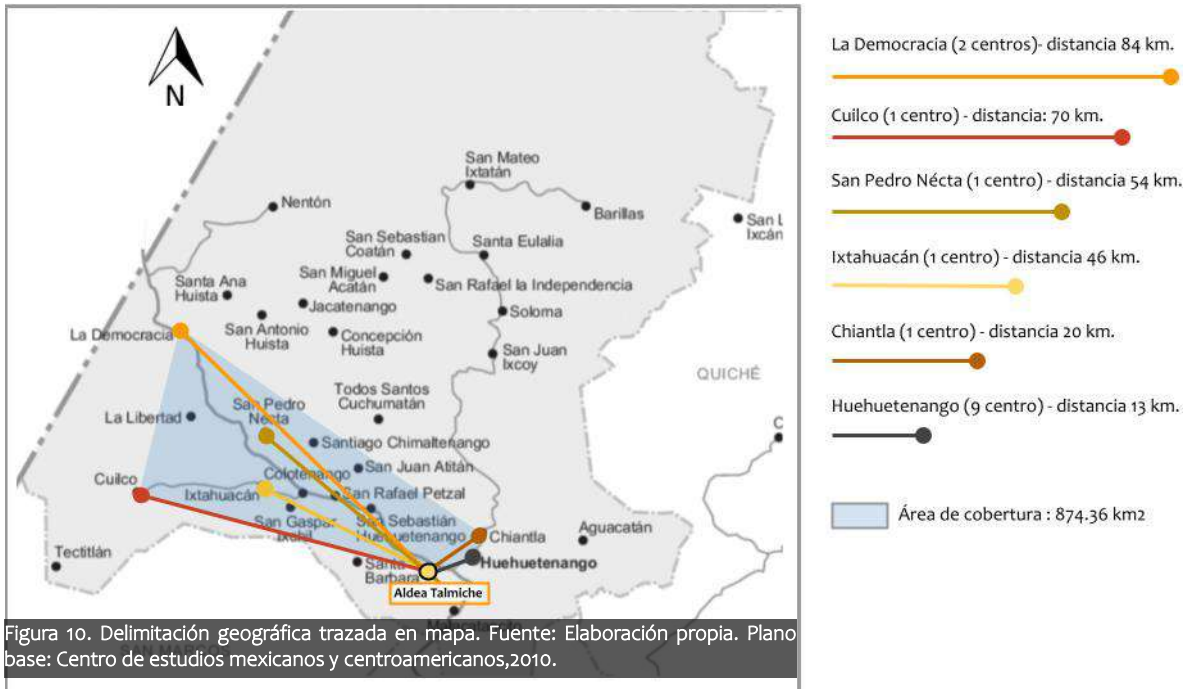 N
San Mateo
Ixtatán
Nentón
Barillas
San L
Ixcán
San Sebastian
Coatán
Santa Eulalia
Santa Ana
Huista
San Miguel
Acatán
San Rafael la Independencia
Jacatenango
Soloma
La Democracia
San Antonio
Huista
Concepción
Huista
San Juan
Ixcoy
QUICHÉ
Todos Santos
Cuchumatán
La Libertad
San Pedro
Nécta
C
Santiago Chimaltenango
San Juan Atitán
Cuilco
Colotenango
Ixtahuacán
San Rafael Petzal
San Gaspar
Ixchil
San Sebastián
Huehuetenango
Chiantla
Aguacatán
Tectitlán
Santa
Barbara
Huehuetenango
Aldea Talmiche
Malacatancito
SAN MARCOS
Figura 10. Delimitación geográfica trazada en mapa. Fuente: Elaboración propia. Plano
base: Centro de estudios mexicanos y centroamericanos,2010.
La Democracia (2 centros)- distancia 84 km.
Cuilco (1 centro) - distancia: 70 km.
San Pedro Nécta (1 centro) - distancia 54 km.
Ixtahuacán (1 centro) - distancia 46 km.
Chiantla (1 centro) - distancia 20 km.
Huehuetenango (9 centro) - distancia 13 km.
Área de cobertura : 874.36 km2